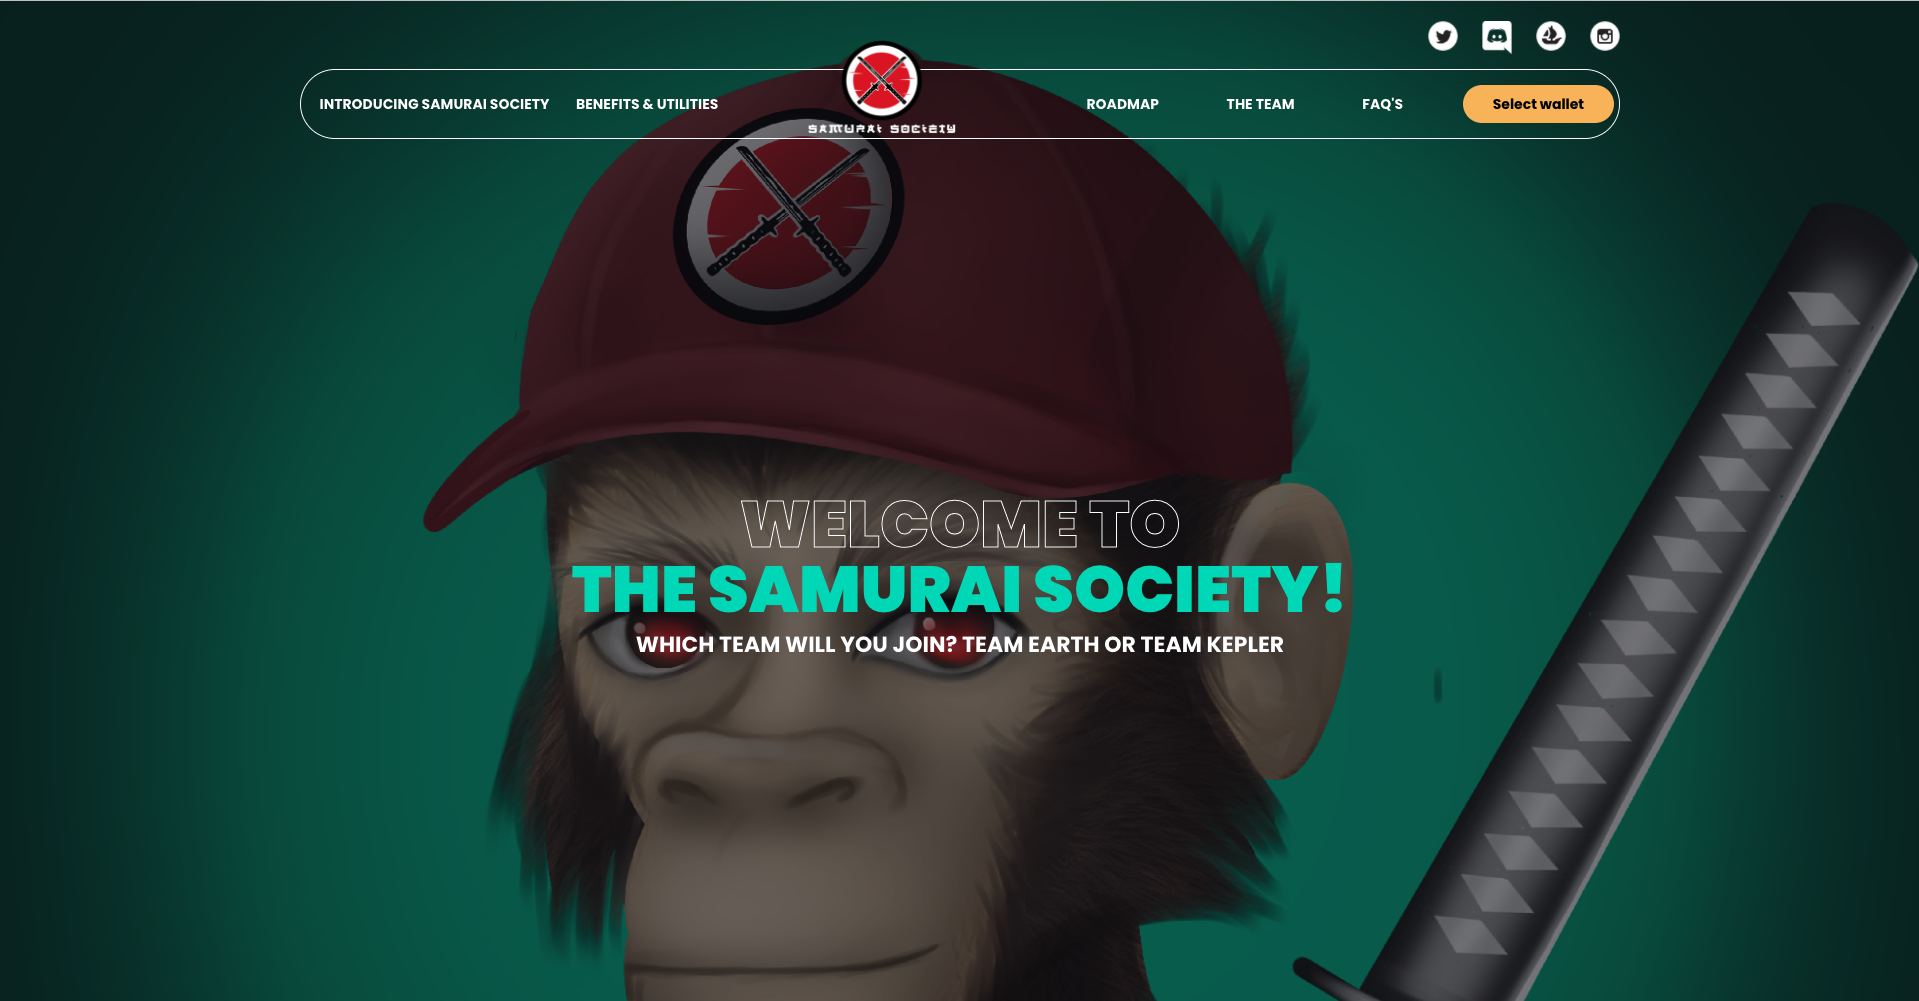 INTRODUCING SAMURAI SOCIETY
BENEFITS & UTILITIES
SAMURAI SOCIETY
ROADMAP
THE TEAM
FAQ'S
Select wallet
WELCOME TO
THE SAMURAI SOCIETY!
WHICH TEAM WILL YOU JOIN? TEAM EARTH OR TEAM KEPLER